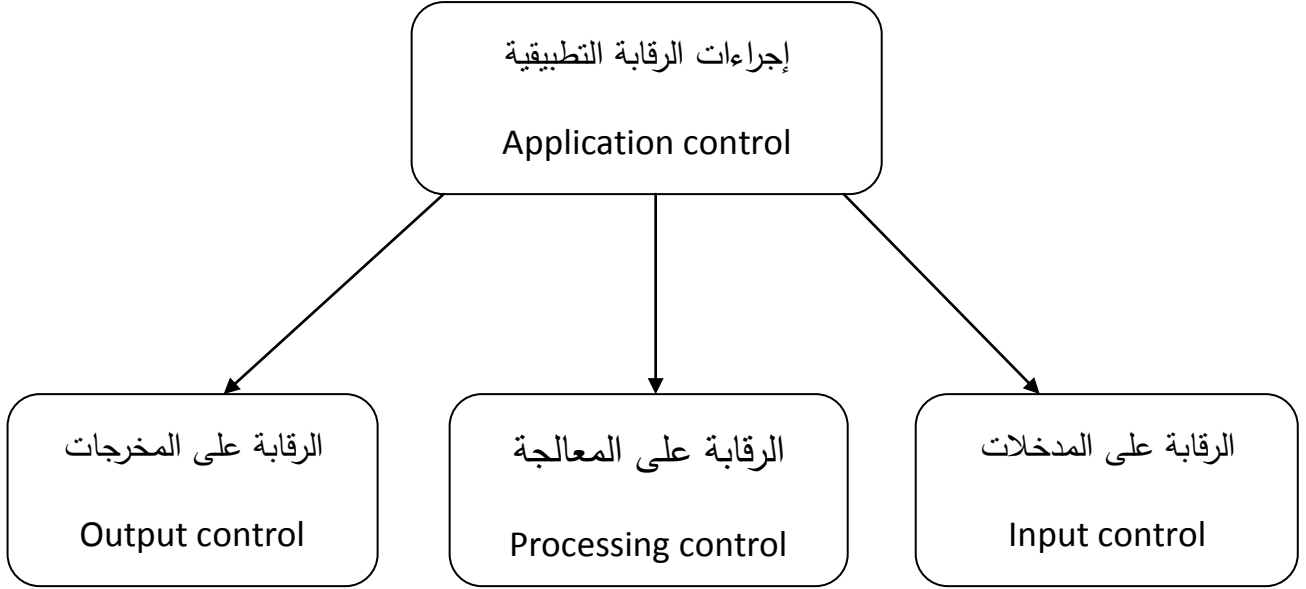 إجراءات الرقابة التطبيقية
Application control
الرقابة على المدخلات
Input control
الرقابة على المعالجة
Processing control
الرقابة على المخرجات
Output control